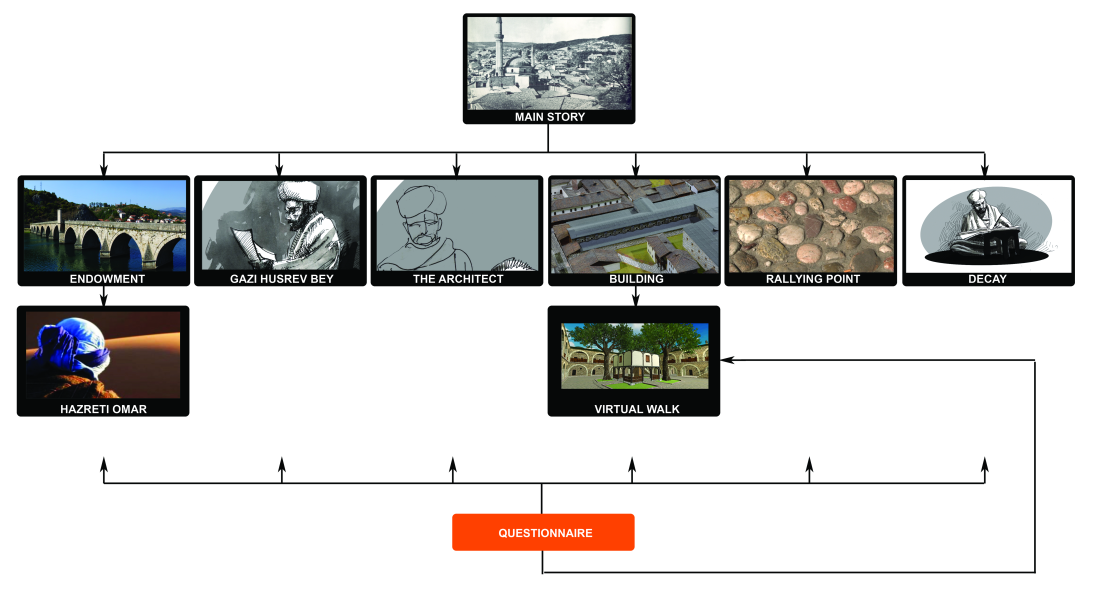 MAIN STORY
ENDOWMENT
GAZI HUSREV BEY
THE ARCHITECT
BUILDING
RALLYING POINT
DECAY
HAZRETI OMAR
VIRTUAL WALK
QUESTIONNAIRE